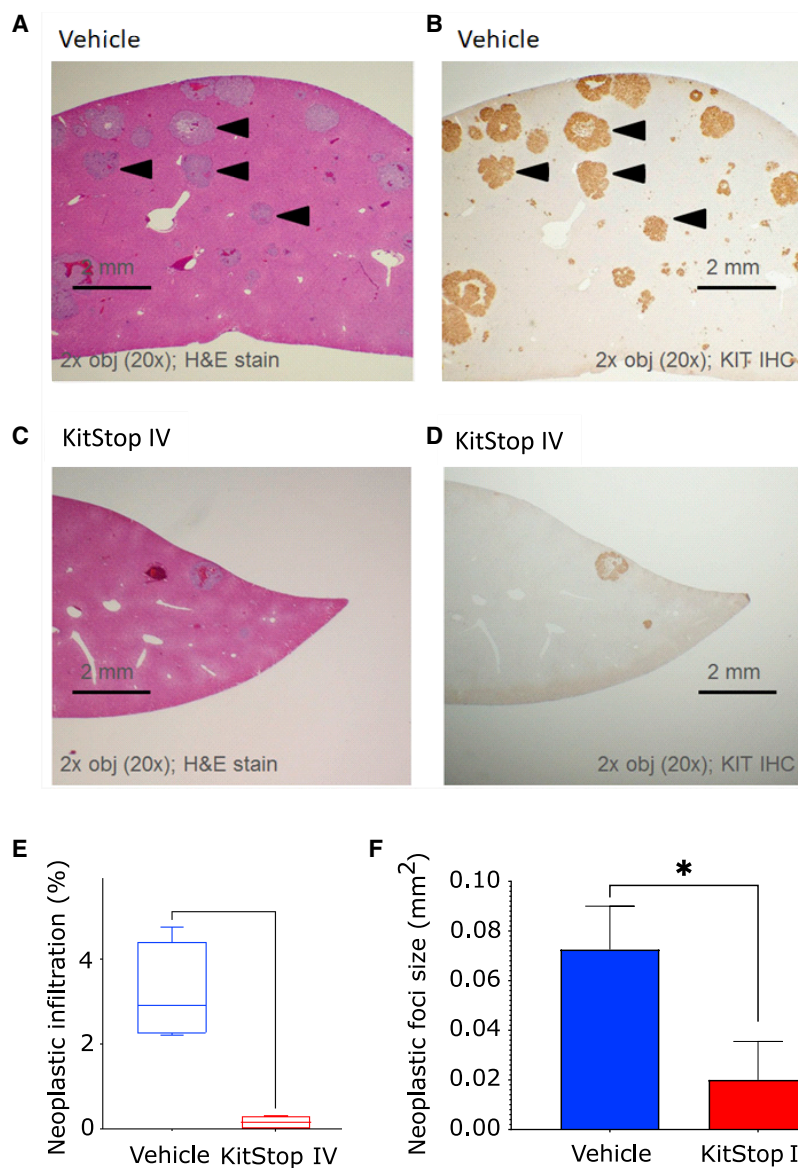 A
Vehicle
2 mm
2x obj (20x); H&E stain
B
Vehicle
2 mm
2x obj (20x); KIT IHC
C
KitStop IV
2 mm
2x obj (20x); H&E stain
D
KitStop IV
2 mm
2x obj (20x); KIT IHC
E
Neoplastic infiltration (%)
4
2
0
Vehicle KitStop IV
F
Neoplastic foci size (mm²)
0.10
0.08
0.06
0.04
0.02
0.00
*
Vehicle KitStop I